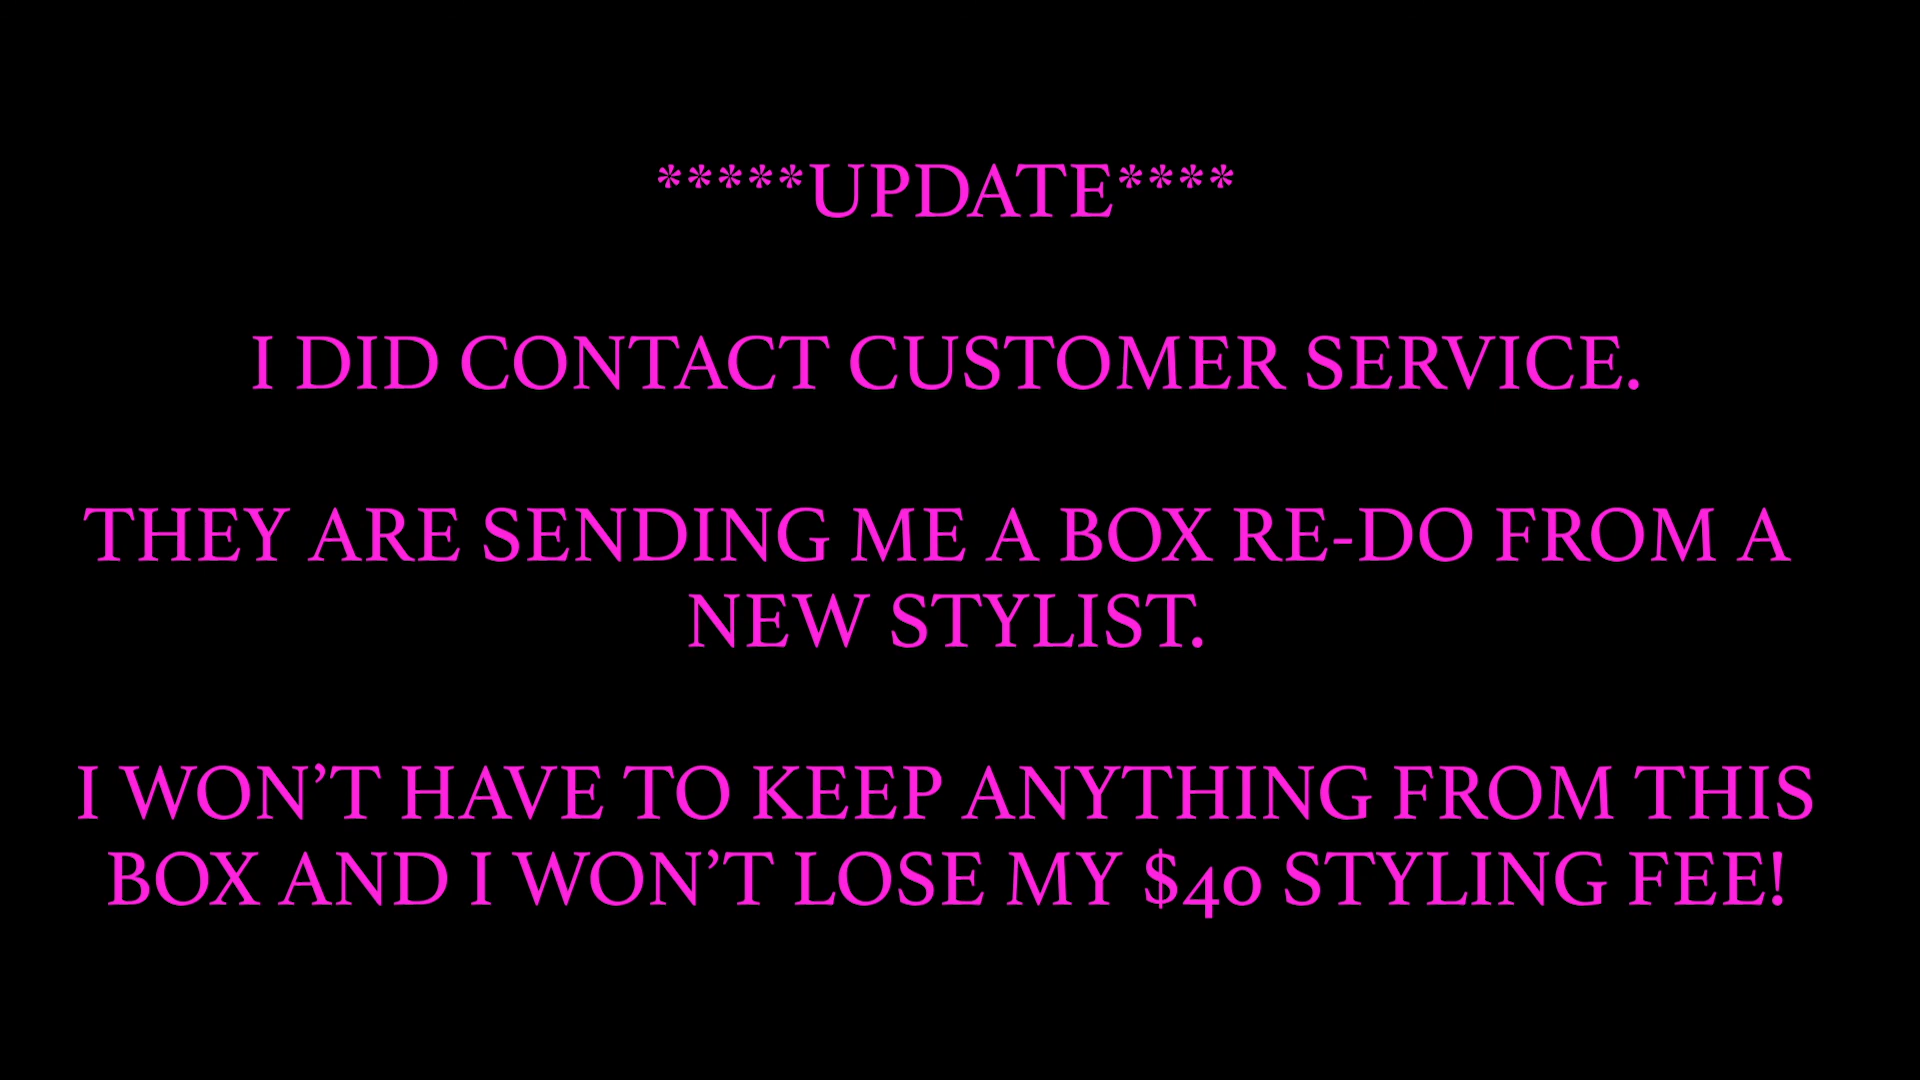 *****UPDATE****
I DID CONTACT CUSTOMER SERVICE.
THEY ARE SENDING ME A BOX RE-DO FROM A
NEW STYLIST.
I WON’T HAVE TO KEEP ANYTHING FROM THIS
BOX AND I WON’T LOSE MY $40 STYLING FEE!